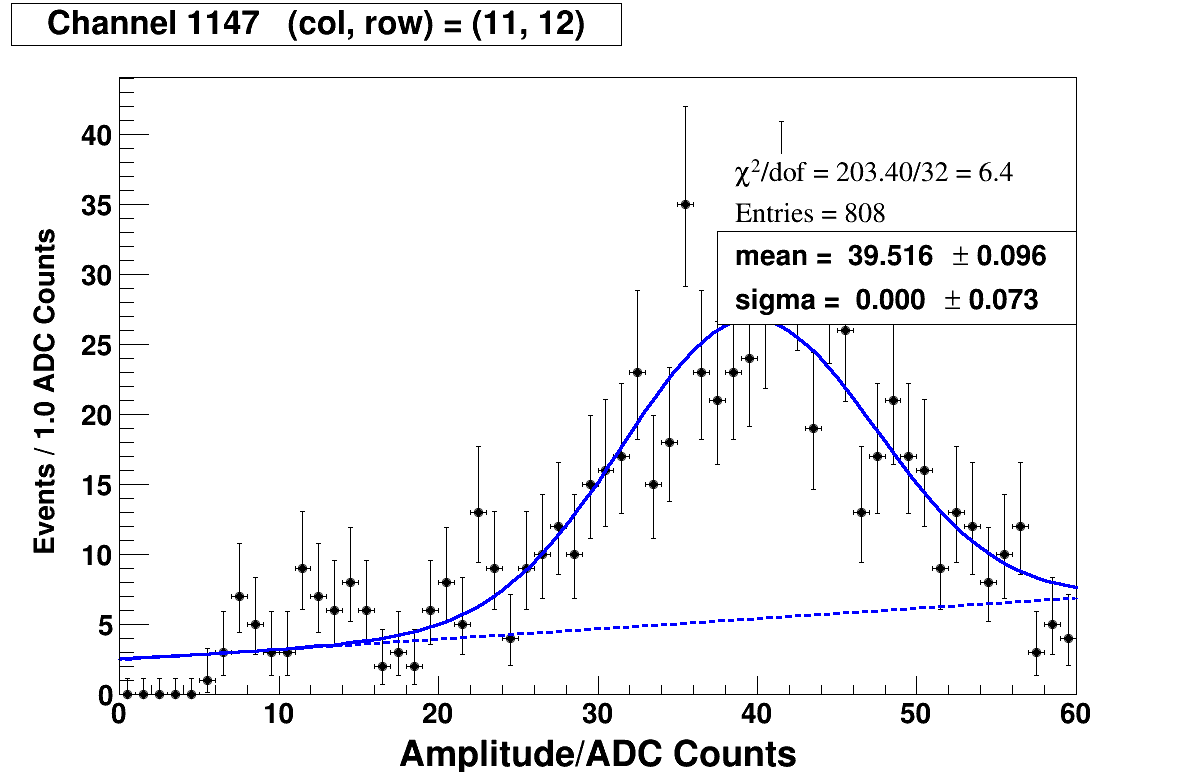 Channel 1147 (col, row) = (11, 12)
χ²/dof = 203.40/32 = 6.4
Entries = 808
mean = 39.516 ± 0.096
sigma = 0.000 ± 0.073
Events / 1.0 ADC Counts
40
35
30
25
20
15
10
5
0
0 10 20 30 40 50 60
Amplitude/ADC Counts